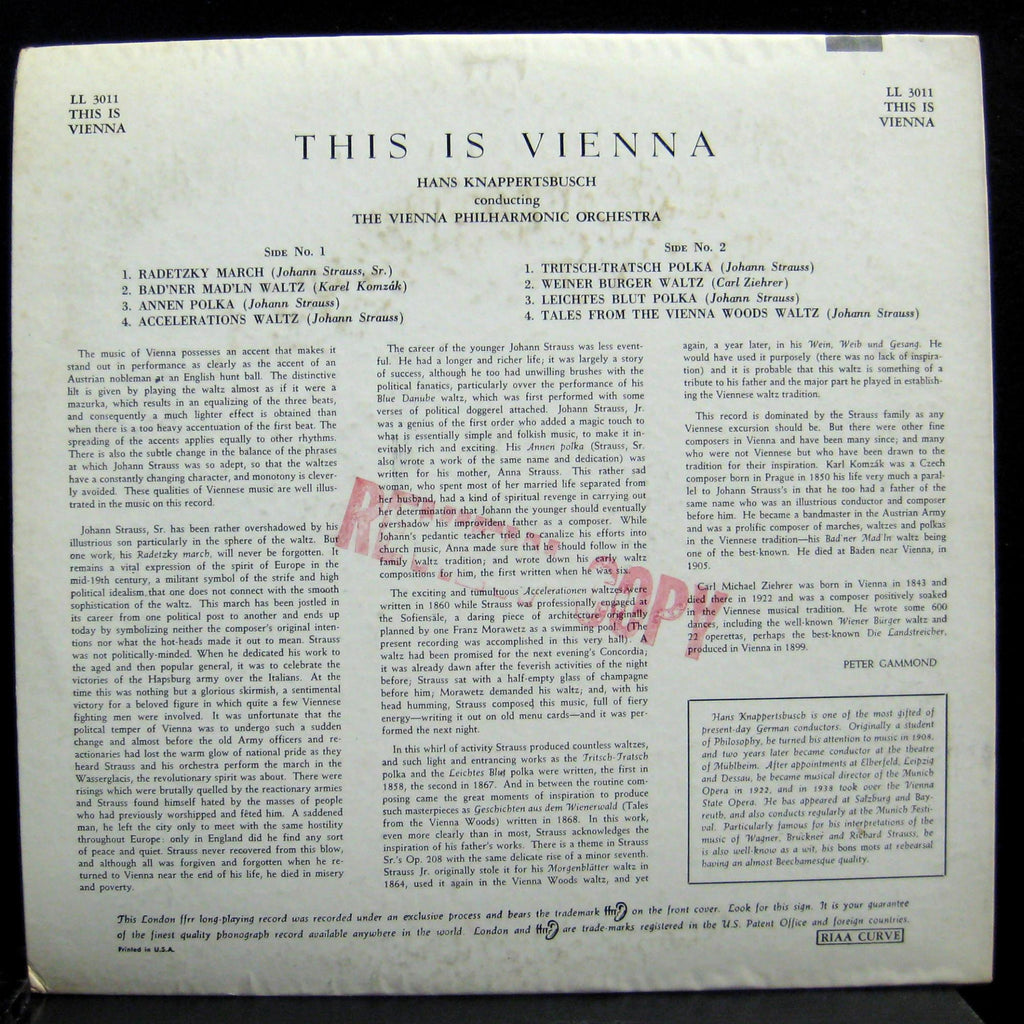 LL 3011
THIS IS
VIENNA
LL 3011
THIS IS
VIENNA
THIS IS VIENNA
HANS KNAPPERTSBUSCH
conducting
THE VIENNA PHILHARMONIC ORCHESTRA
SIDE NO. 1
1. RADETZKY MARCH (Johann Strauss, Sr.)
2. BAD'NER MAD'LN WALTZ (Karel Komzák)
3. ANNEN POLKA (Johann Strauss)
4. ACCELERATIONS WALTZ (Johann Strauss)
SIDE NO. 2
1. TRITSCH-TRATSCH POLKA (Johann Strauss)
2. WEINER BURGER WALTZ (Carl Ziehrer)
3. LEICHTES BLUT POLKA (Johann Strauss)
4. TALES FROM THE VIENNA WOODS WALTZ (Johann Strauss)
The music of Vienna possesses an accent that makes it
stand out in performance as clearly as the accent of an
Austrian nobleman at an English hunt ball. The distinctive
lilt is given by playing the waltz almost as if it were a
mazurka, which results in an equalizing of the three beats,
and consequently a much lighter effect is obtained than
when there is a too heavy accentuation of the first beat. The
spreading of the accents applies equally to other rhythms.
There is also the subtle change in the balance of the phrases
at which Johann Strauss was so adept, so that the waltzes
have a constantly changing character, and monotony is clever-
ly avoided. These qualities of Viennese music are well illus-
trated in the music on this record.
Johann Strauss, Sr. has been rather overshadowed by his
illustrious son particularly in the sphere of the waltz. But
one work, his Radetzky march, will never be forgotten. It
remains a vital expression of the spirit of Europe in the
mid-19th century, a militant symbol of the strife and high
political idealism that one does not connect with the smooth
sophistication of the waltz. This march has been jostled in
its career from one political post to another and ends up
today by symbolizing neither the composer's original inten-
tions nor what the hot-heads made it out to mean. Strauss
was not politically-minded. When he dedicated his work to
the aged and then popular general, it was to celebrate the
victories of the Hapsburg army over the Italians. At the
time this was nothing but a glorious skirmish, a sentimental
victory for a beloved figure in which quite a few Viennese
fighting men were involved. It was unfortunate that the
politcal temper of Vienna was to undergo such a sudden
change and almost before the old Army officers and re-
actionaries had lost the warm glow of national pride as they
heard Strauss and his orchestra perform the march in the
Wasserglacis, the revolutionary spirit was about. There were
risings which were brutally quelled by the reactionary armies
and Strauss found himself hated by the masses of people
who had previously worshipped and fêted him. A saddened
man, he left the city only to meet with the same hostility
throughout Europe: only in England did he find any sort
of peace and quiet. Strauss never recovered from this blow,
and although all was forgiven and forgotten when he re-
turned to Vienna near the end of his life, he died in misery
and poverty.
The career of the younger Johann Strauss was less event-
ful. He had a longer and richer life; it was largely a story
of success, although he too had unwilling brushes with the
political fanatics, particularly ovver the performance of his
Blue Danube waltz, which was first performed with some
verses of political doggerel attached. Johann Strauss, Jr.
was a genius of the first order who added a magic touch to
what is essentially simple and folkish music, to make it in-
evitably rich and exciting. His Annen polka (Strauss, Sr.
also wrote a work of the same name and dedication) was
written for his mother, Anna Strauss. This rather sad
woman, who spent most of her married life separated from
her husband, had a kind of spiritual revenge in carrying out
her determination that Johann the younger should eventually
overshadow his improvident father as a composer. While
Johann's pedantic teacher tried to canalize his efforts into
church music, Anna made sure that he should follow in the
family waltz tradition; and wrote down his early waltz
compositions for him, the first written when he was six.
The exciting and tumultuous Accelerationen waltzes were
written in 1860 while Strauss was professionally engaged at
the Sofiensäle, a daring piece of architecture originally
planned by one Franz Morawetz as a swimming pool. (The
present recording was accomplished in this very hall). A
waltz had been promised for the next evening's Concordia;
it was already dawn after the feverish activities of the night
before; Strauss sat with a half-empty glass of champagne
before him; Morawetz demanded his waltz; and, with his
head humming, Strauss composed this music, full of fiery
energy—writing it out on old menu cards—and it was per-
formed the next night.
In this whirl of activity Strauss produced countless waltzes,
and such light and entrancing works as the Tritsch-Tratsch
polka and the Leichtes Blut polka were written, the first in
1858, the second in 1867. And in between the routine com-
posing came the great moments of inspiration to produce
such masterpieces as Geschichten aus dem Wienerwald (Tales
from the Vienna Woods) written in 1868. In this work,
even more clearly than in most, Strauss acknowledges the
inspiration of his father's works. There is a theme in Strauss
Sr.'s Op. 208 with the same delicate rise of a minor seventh.
Strauss Jr. originally stole it for his Morgenblätter waltz in
1864, used it again in the Vienna Woods waltz, and yet
again, a year later, in his Wein, Weib und Gesang. He
would have used it purposely (there was no lack of inspira-
tion) and it is probable that this waltz is something of a
tribute to his father and the major part he played in establish-
ing the Viennese waltz tradition.
This record is dominated by the Strauss family as any
Viennese excursion should be. But there were other fine
composers in Vienna and have been many since; and many
who were not Viennese but who have been drawn to the
tradition for their inspiration. Karl Komzák was a Czech
composer born in Prague in 1850 his life very much a paral-
lel to Johann Strauss's in that he too had a father of the
same name who was an illustrious conductor and composer
before him. He became a bandmaster in the Austrian Army
and was a prolific composer of marches, waltzes and polkas
in the Viennese tradition—his Bad'ner Mad'ln waltz being
one of the best-known. He died at Baden near Vienna, in
1905.
Carl Michael Ziehrer was born in Vienna in 1843 and
died there in 1922 and was a composer positively soaked
in the Viennese musical tradition. He wrote some 600
dances, including the well-known Wiener Burger waltz and
22 operettas, perhaps the best-known Die Landstreicher,
produced in Vienna in 1899.
PETER GAMMOND
Hans Knappertsbusch is one of the most gifted of
present-day German conductors. Originally a student
of Philosophy, he turned his attention to music in 1908,
and two years later became conductor at the theatre
of Mühlheim. After appointments at Elberfeld, Leipzig
and Dessau, he became musical director of the Munich
Opera in 1922, and in 1938 took over the Vienna
State Opera. He has appeared at Salzburg and Bay-
reuth, and also conducts regularly at the Munich Festi-
val. Particularly famous for his interpretations of the
music of Wagner, Bruckner and Richard Strauss, he
is also well-know as a wit, his bons mots at rehearsal
having an almost Beechamesque quality.
COPY
This London ffrr long-playing record was recorded under an exclusive process and bears the trademark ffrr on the front cover. Look for this sign. It is your guarantee
of the finest quality phonograph record available anywhere in the world. London and ffrr are trade-marks registered in the U.S. Patent Office and foreign countries.
Printed in U.S.A.
RIAA CURVE